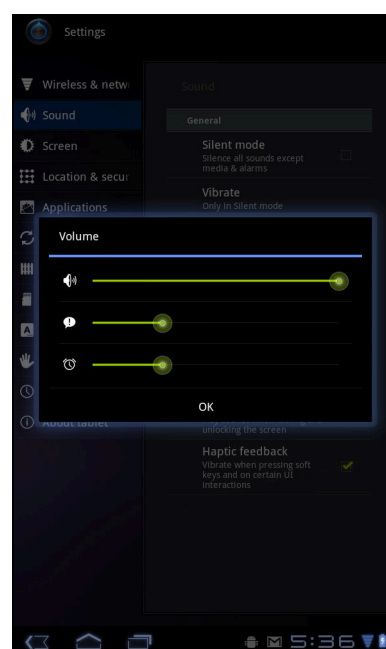 Settings
Wireless & netw
Sound
Screen
Location & secur
Applications
About tablet
Sound
General
Silent mode
Silence all sounds except
media & alarms
Vibrate
Only in Silent mode
Volume
OK
unlocking the screen
Haptic feedback
Vibrate when pressing soft
keys and on certain UI
interactions
5:36